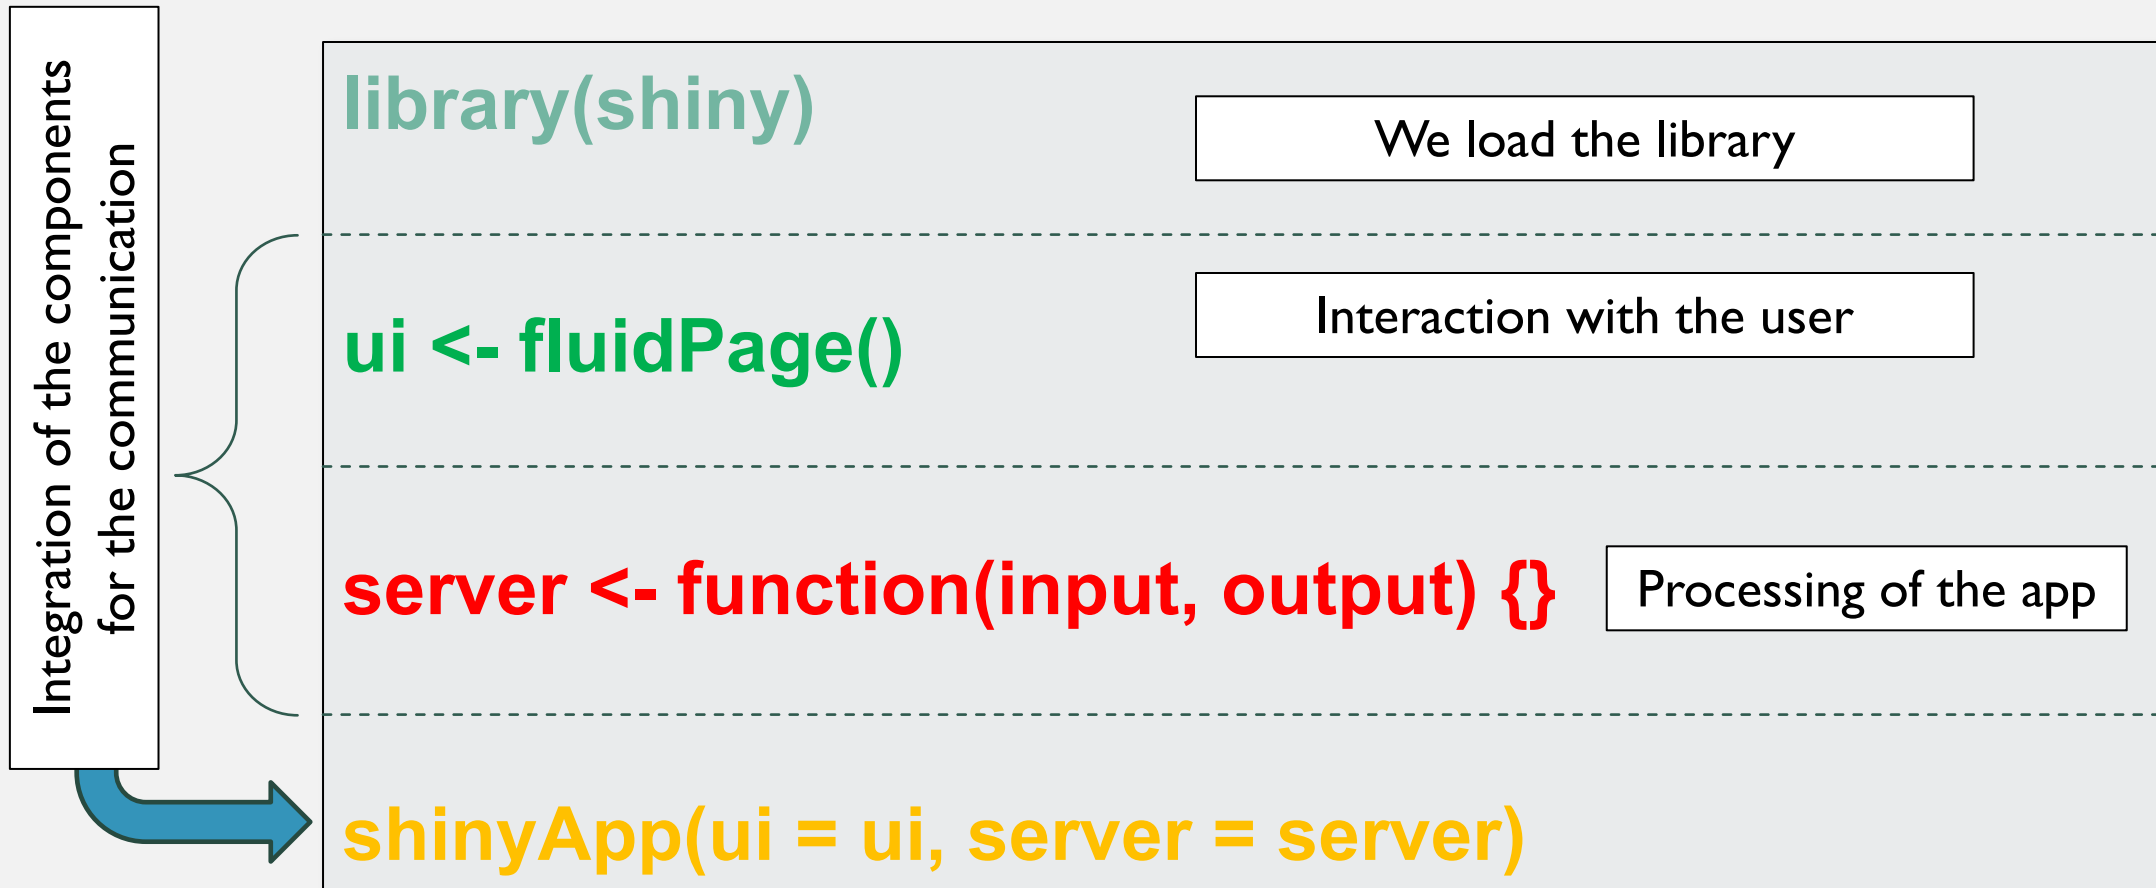 Integration of the components
for the communication
library(shiny)
We load the library
ui <- fluidPage()
Interaction with the user
server <- function(input, output) {}
Processing of the app
shinyApp(ui = ui, server = server)